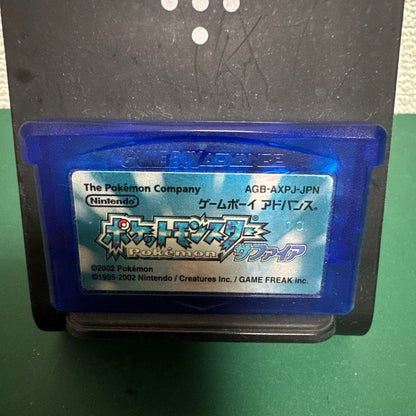 GAME BOY ADVANCE
The Pokémon Company AGB-AXPJ-JPN
Nintendo ゲームボーイ アドバンス®
ポケットモンスター
Pokémon サファイア
©2002 Pokémon
©1995-2002 Nintendo / Creatures inc. / GAME FREAK inc.